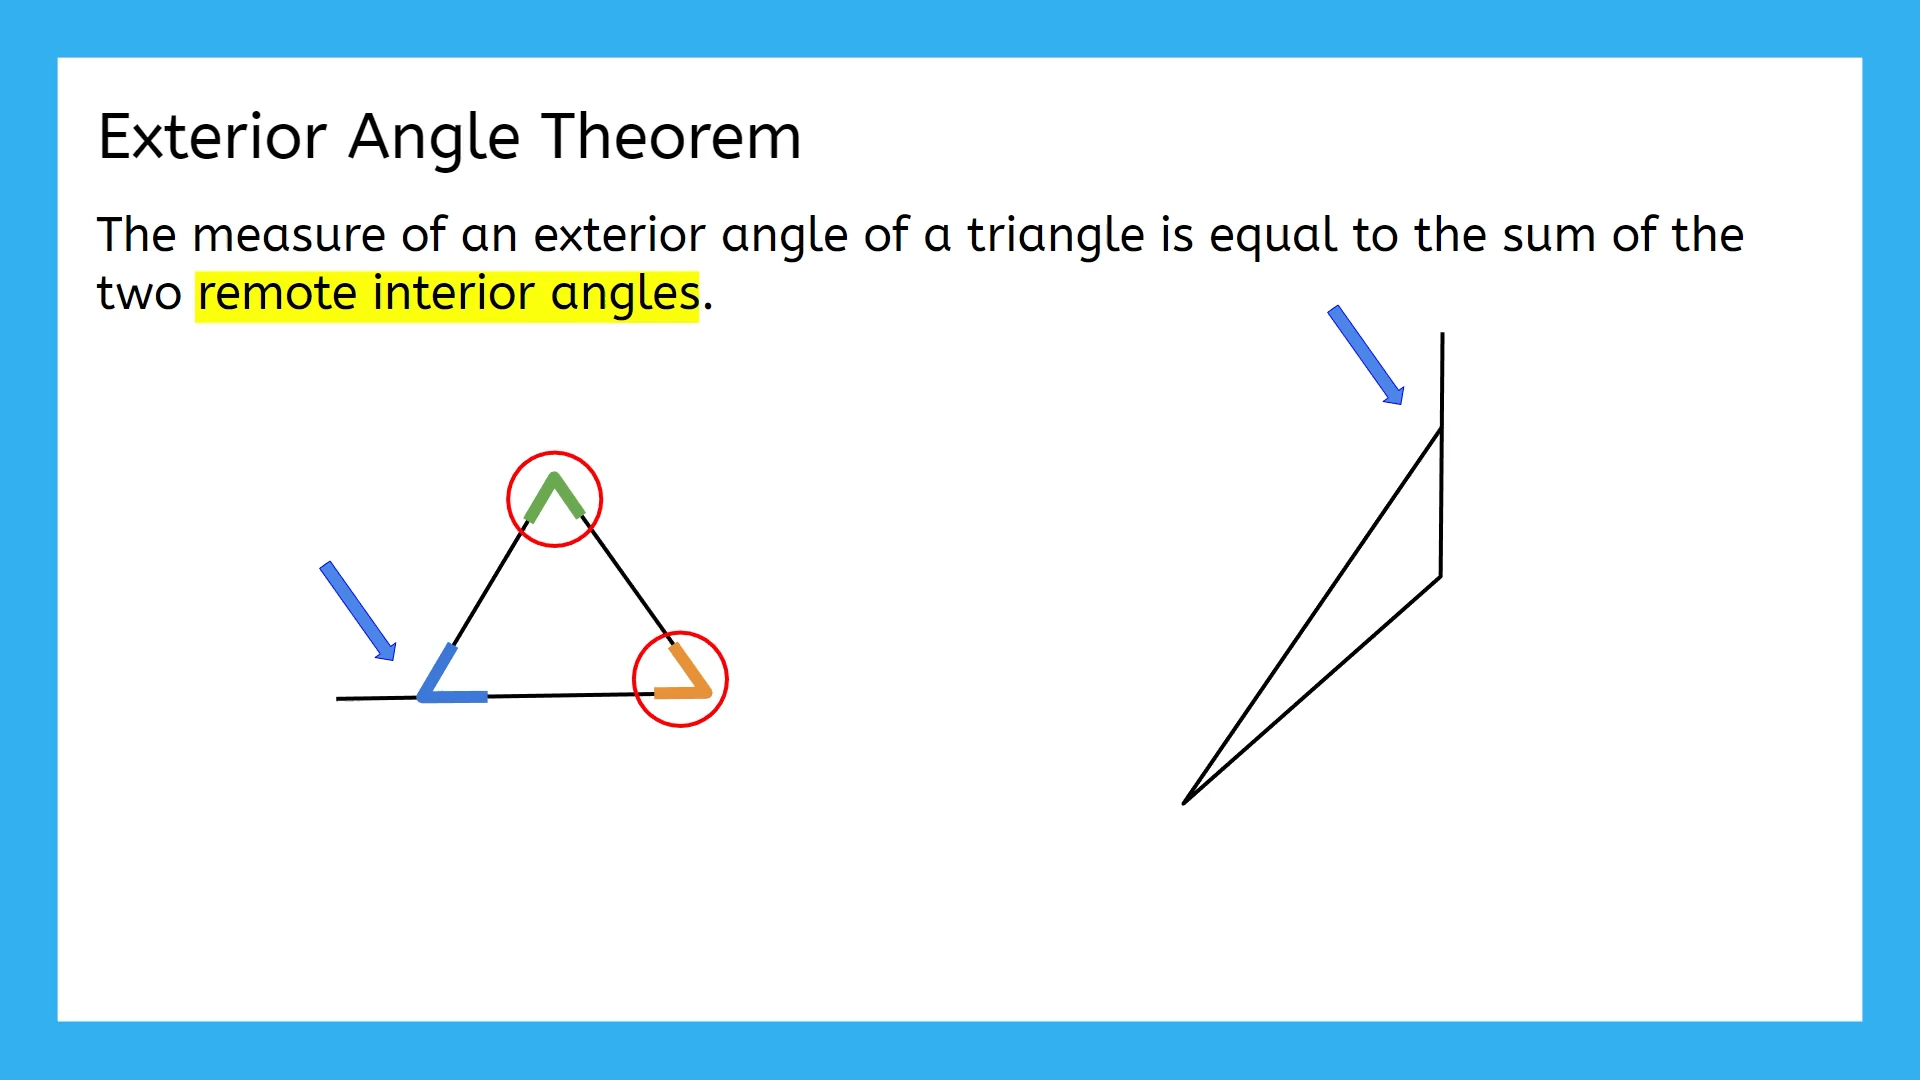 Exterior Angle Theorem
The measure of an exterior angle of a triangle is equal to the sum of the
two remote interior angles.